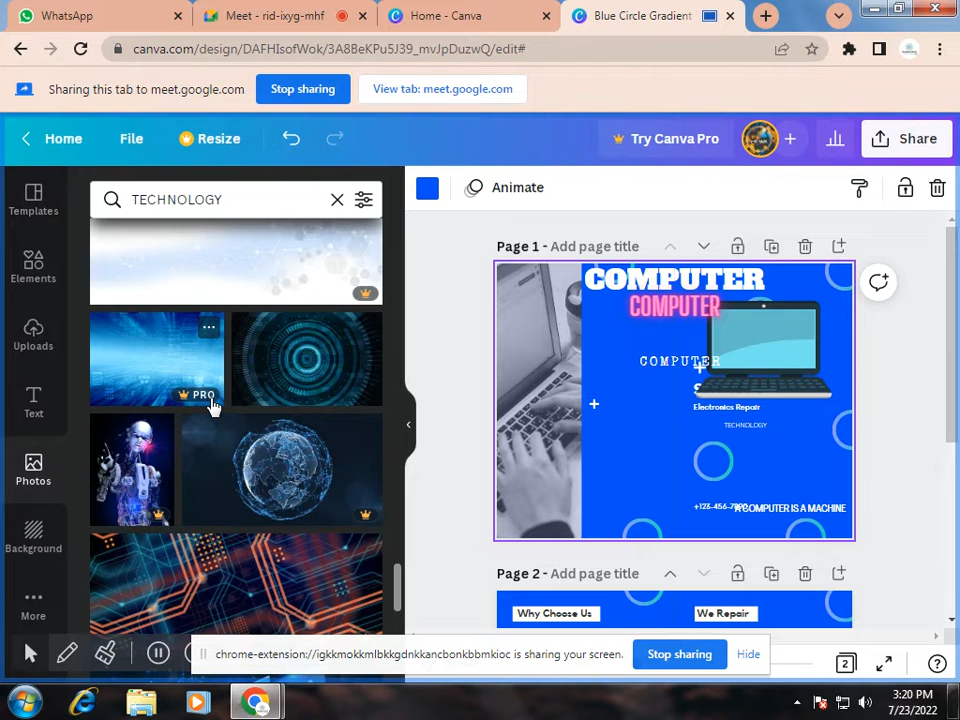 WhatsApp
Meet - rid-ixyg-mhf
Home - Canva
Blue Circle Gradient
canva.com/design/DAFHIsofWok/3A8BeKPu5J39_mvJpDuzwQ/edit#
Sharing this tab to meet.google.com
Stop sharing
View tab: meet.google.com
Home
File
Resize
Try Canva Pro
Share
Templates
Elements
Uploads
Text
Photos
Background
More
TECHNOLOGY
PRO
Animate
Page 1 - Add page title
COMPUTER
COMPUTER
COMPUTER
Electronics Repair
TECHNOLOGY
+123-456-
A COMPUTER IS A MACHINE
Page 2 - Add page title
Why Choose Us
We Repair
chrome-extension://igkkmokkmlbkkgdnkkancbonkbbmkioc is sharing your screen.
Stop sharing
Hide
2
3:20 PM
7/23/2022